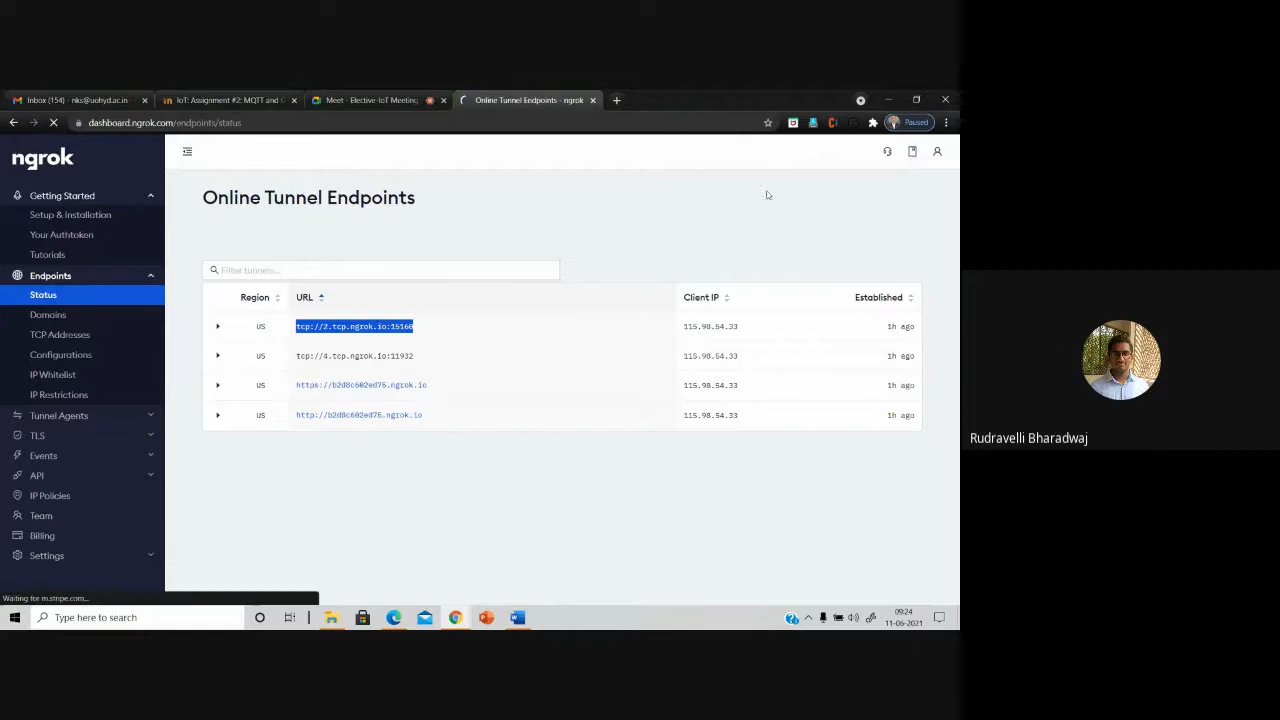 Inbox (154) - nks@uohyd.ac.in
IoT: Assignment #2: MQTT and
Meet - Elective-IoT Meeting
Online Tunnel Endpoints - ngrok
dashboard.ngrok.com/endpoints/status
Paused
ngrok
Getting Started
Setup & Installation
Your Authtoken
Tutorials
Endpoints
Status
Domains
TCP Addresses
Configurations
IP Whitelist
IP Restrictions
Tunnel Agents
TLS
Events
API
IP Policies
Team
Billing
Settings
Waiting for m.stripe.com...
Online Tunnel Endpoints
Filter tunnels...
Region URL Client IP Established
US tcp://2.tcp.ngrok.io:15160 115.98.54.33 1h ago
US tcp://4.tcp.ngrok.io:11932 115.98.54.33 1h ago
US https://b2d8c602ed75.ngrok.io 115.98.54.33 1h ago
US http://b2d8c602ed75.ngrok.io 115.98.54.33 1h ago
Rudravelli Bharadwaj
Type here to search
09:24
11-06-2021